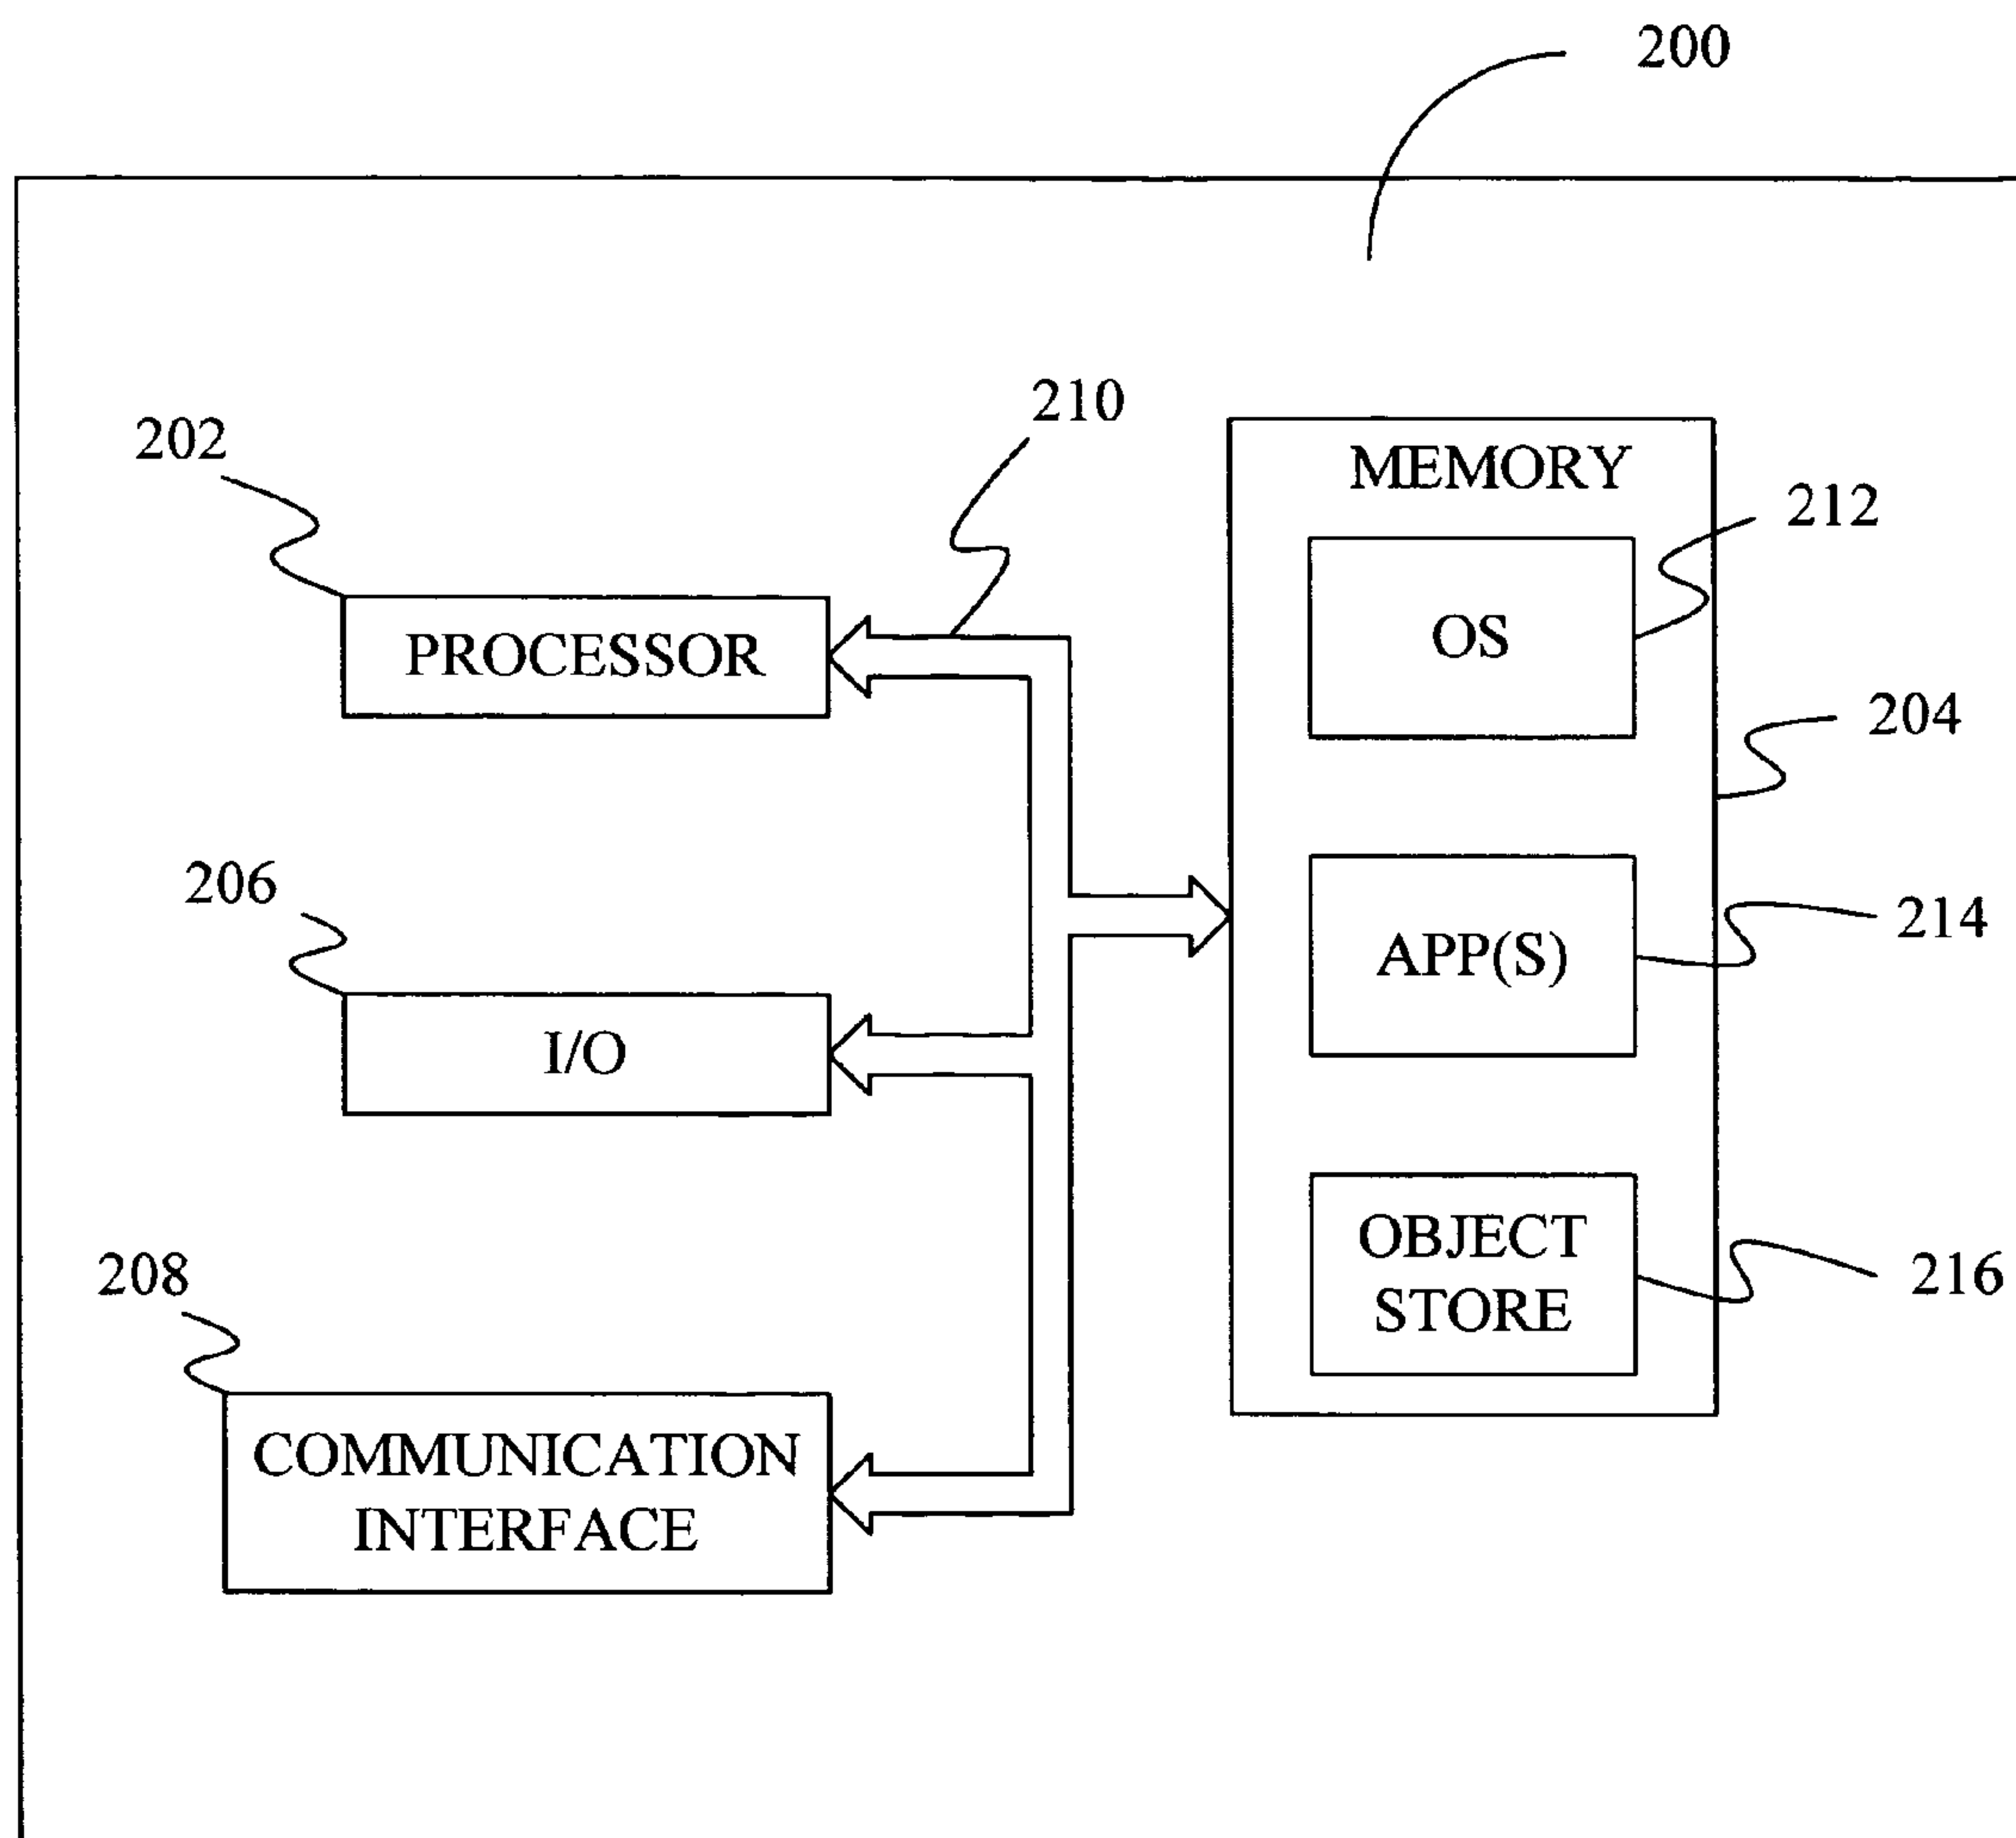 200
210
202
MEMORY
212
OS
PROCESSOR
204
206
214
APP(S)
I/O
OBJECT
STORE
208
216
COMMUNICATION
INTERFACE